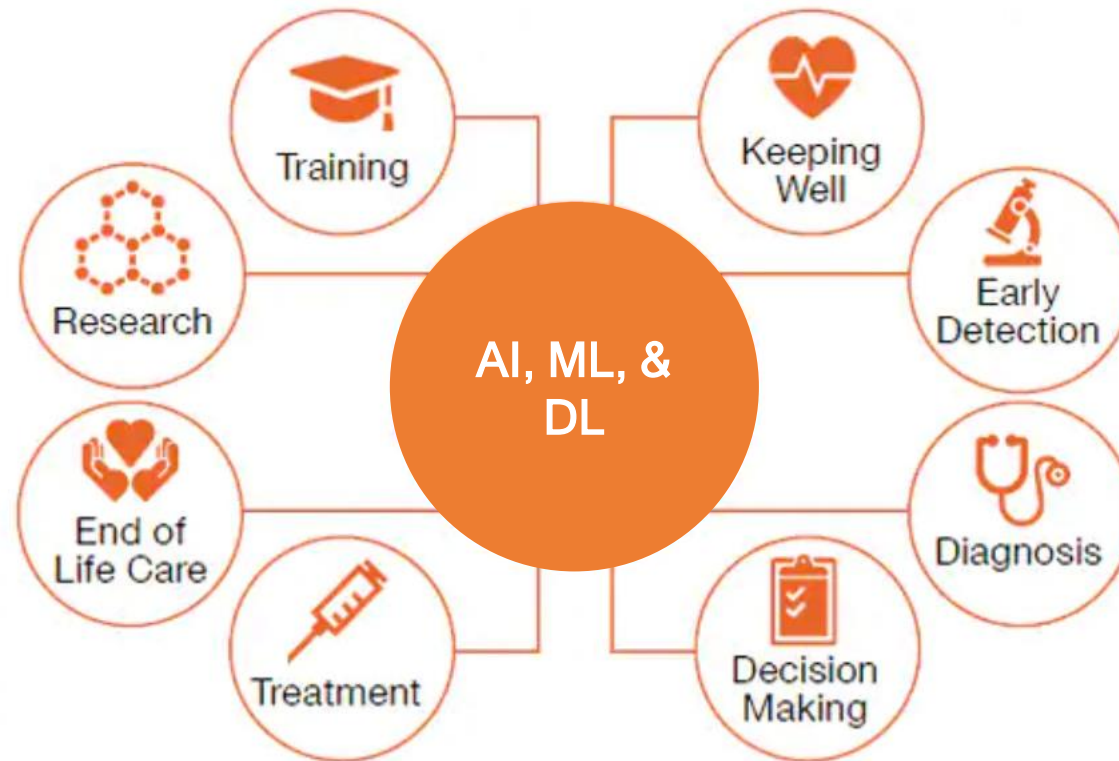 Training
Keeping
Well
Research
Early
Detection
AI, ML, &
DL
End of
Life Care
Diagnosis
Treatment
Decision
Making